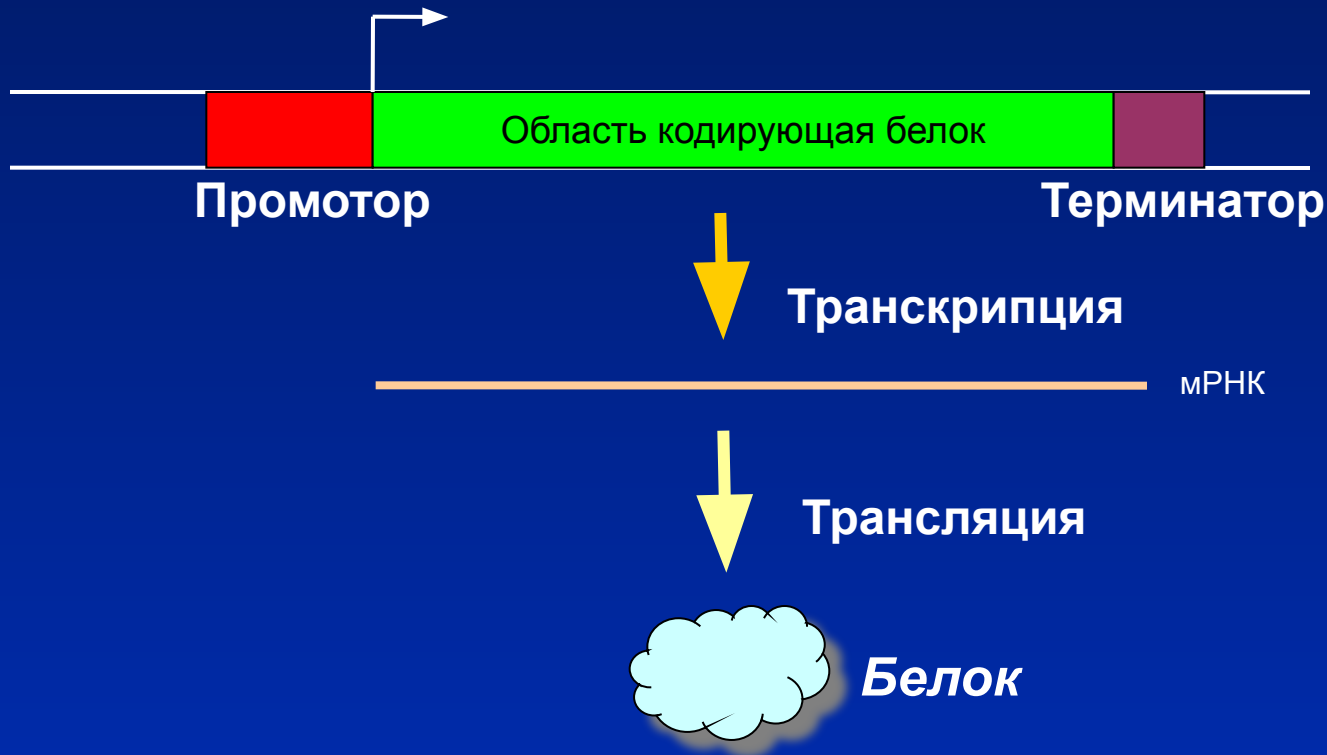 Область кодирующая белок
Промотор
Терминатор
Транскрипция
мРНК
Трансляция
Белок